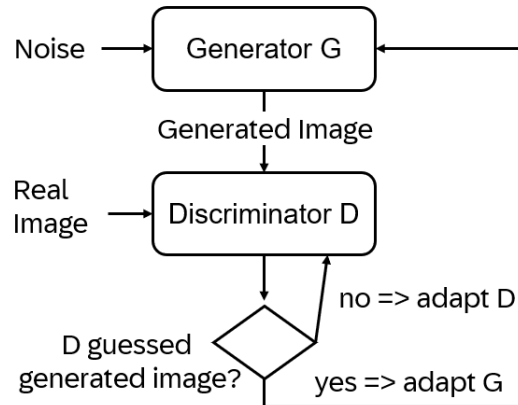 Noise
Generator G
Generated Image
Real
Image
Discriminator D
no => adapt D
D guessed
generated image?
yes => adapt G